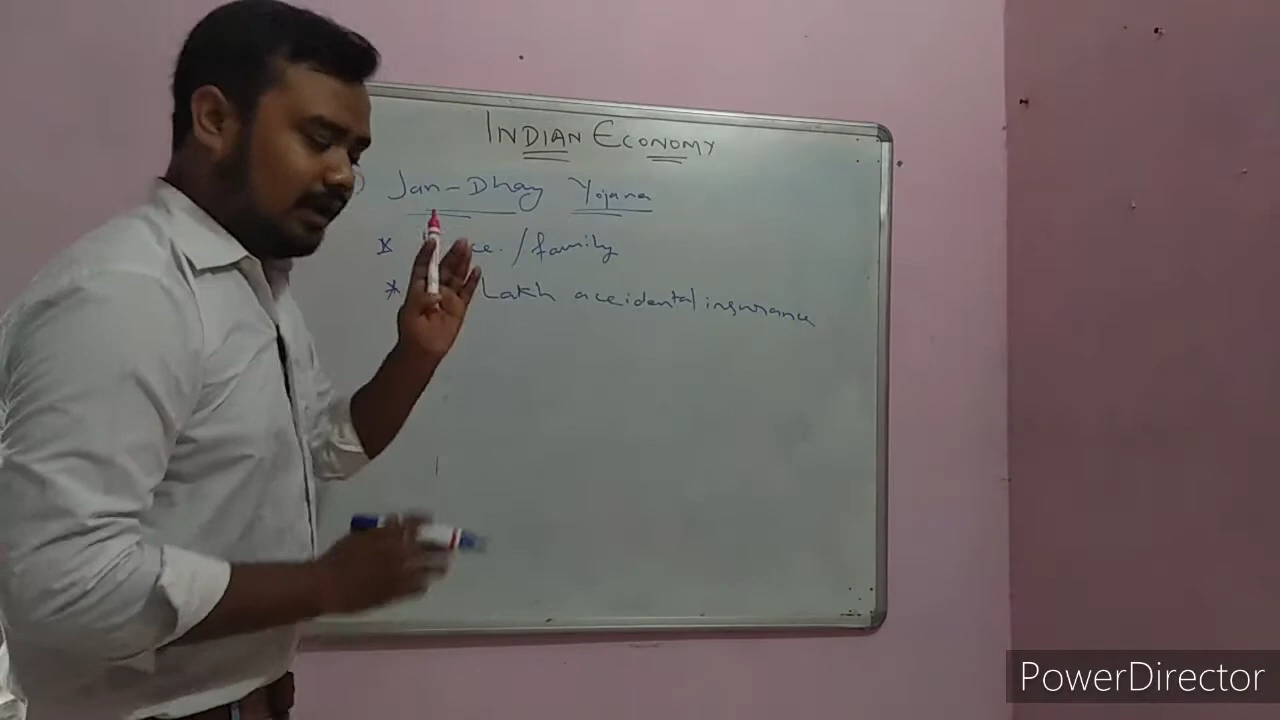 INDIAN ECONOMY
Jan-Dhan Yojana
/family
* Lakh accidental insurance
PowerDirector